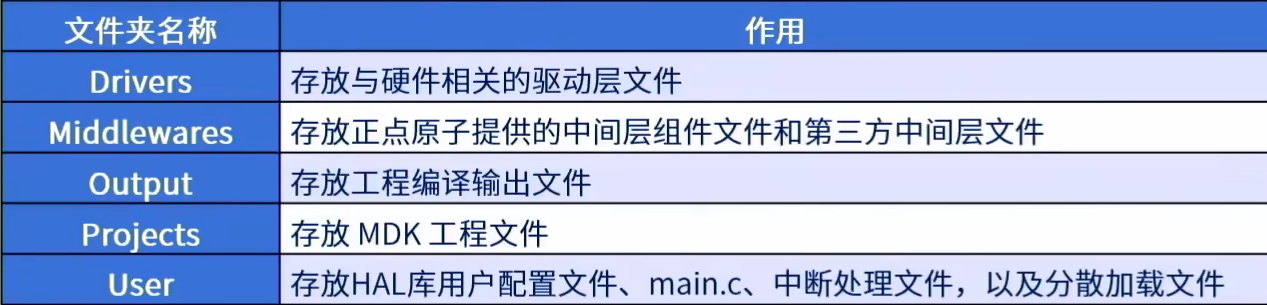 文件夹名称 作用
Drivers 存放与硬件相关的驱动层文件
Middlewares 存放正点原子提供的中间层组件文件和第三方中间层文件
Output 存放工程编译输出文件
Projects 存放 MDK 工程文件
User 存放HAL库用户配置文件、main.c、中断处理文件，以及分散加载文件